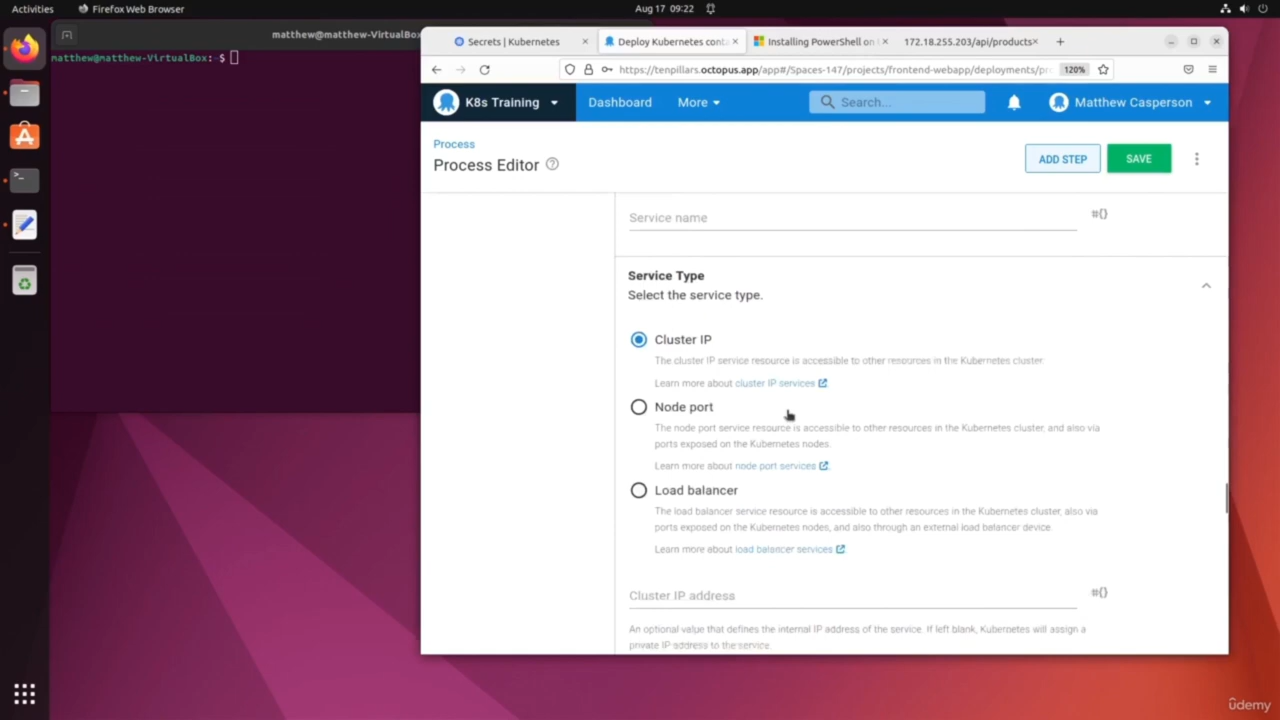 Activities
Firefox Web Browser
Aug 17 09:22
matthew@matthew-VirtualBox
matthew@matthew-VirtualBox:~$
Secrets | Kubernetes
Deploy Kubernetes cont
Installing PowerShell on
172.18.255.203/api/products
https://tenpillars.octopus.app/app#/Spaces-147/projects/frontend-webapp/deployments/pr
120%
K8s Training
Dashboard
More
Search...
Matthew Casperson
Process
Process Editor
ADD STEP
SAVE
Service name
#{}
Service Type
Select the service type.
Cluster IP
The cluster IP service resource is accessible to other resources in the Kubernetes cluster.
Learn more about cluster IP services
Node port
The node port service resource is accessible to other resources in the Kubernetes cluster, and also via
ports exposed on the Kubernetes nodes.
Learn more about node port services
Load balancer
The load balancer service resource is accessible to other resources in the Kubernetes cluster, also via
ports exposed on the Kubernetes nodes, and also through an external load balancer device.
Learn more about load balancer services
Cluster IP address
#{}
An optional value that defines the internal IP address of the service. If left blank, Kubernetes will assign a
private IP address to the service.
ûdemy